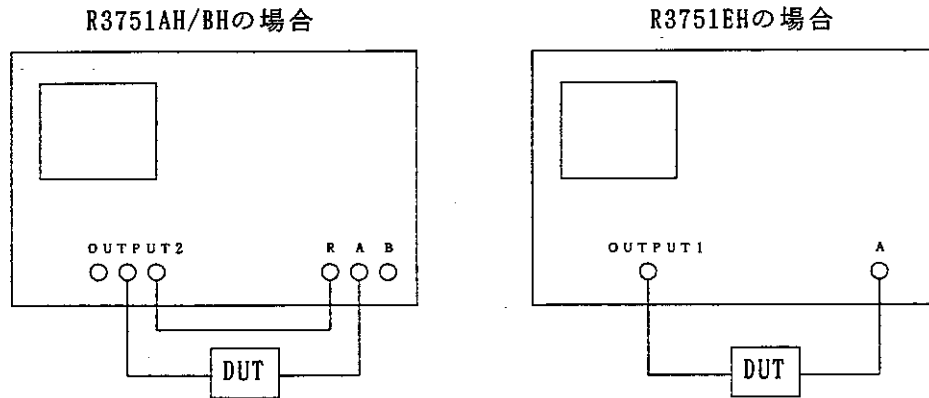 R3751AH/BHの場合
R3751EHの場合
OUTPUT2
R A B
DUT
OUTPUT1
A
DUT